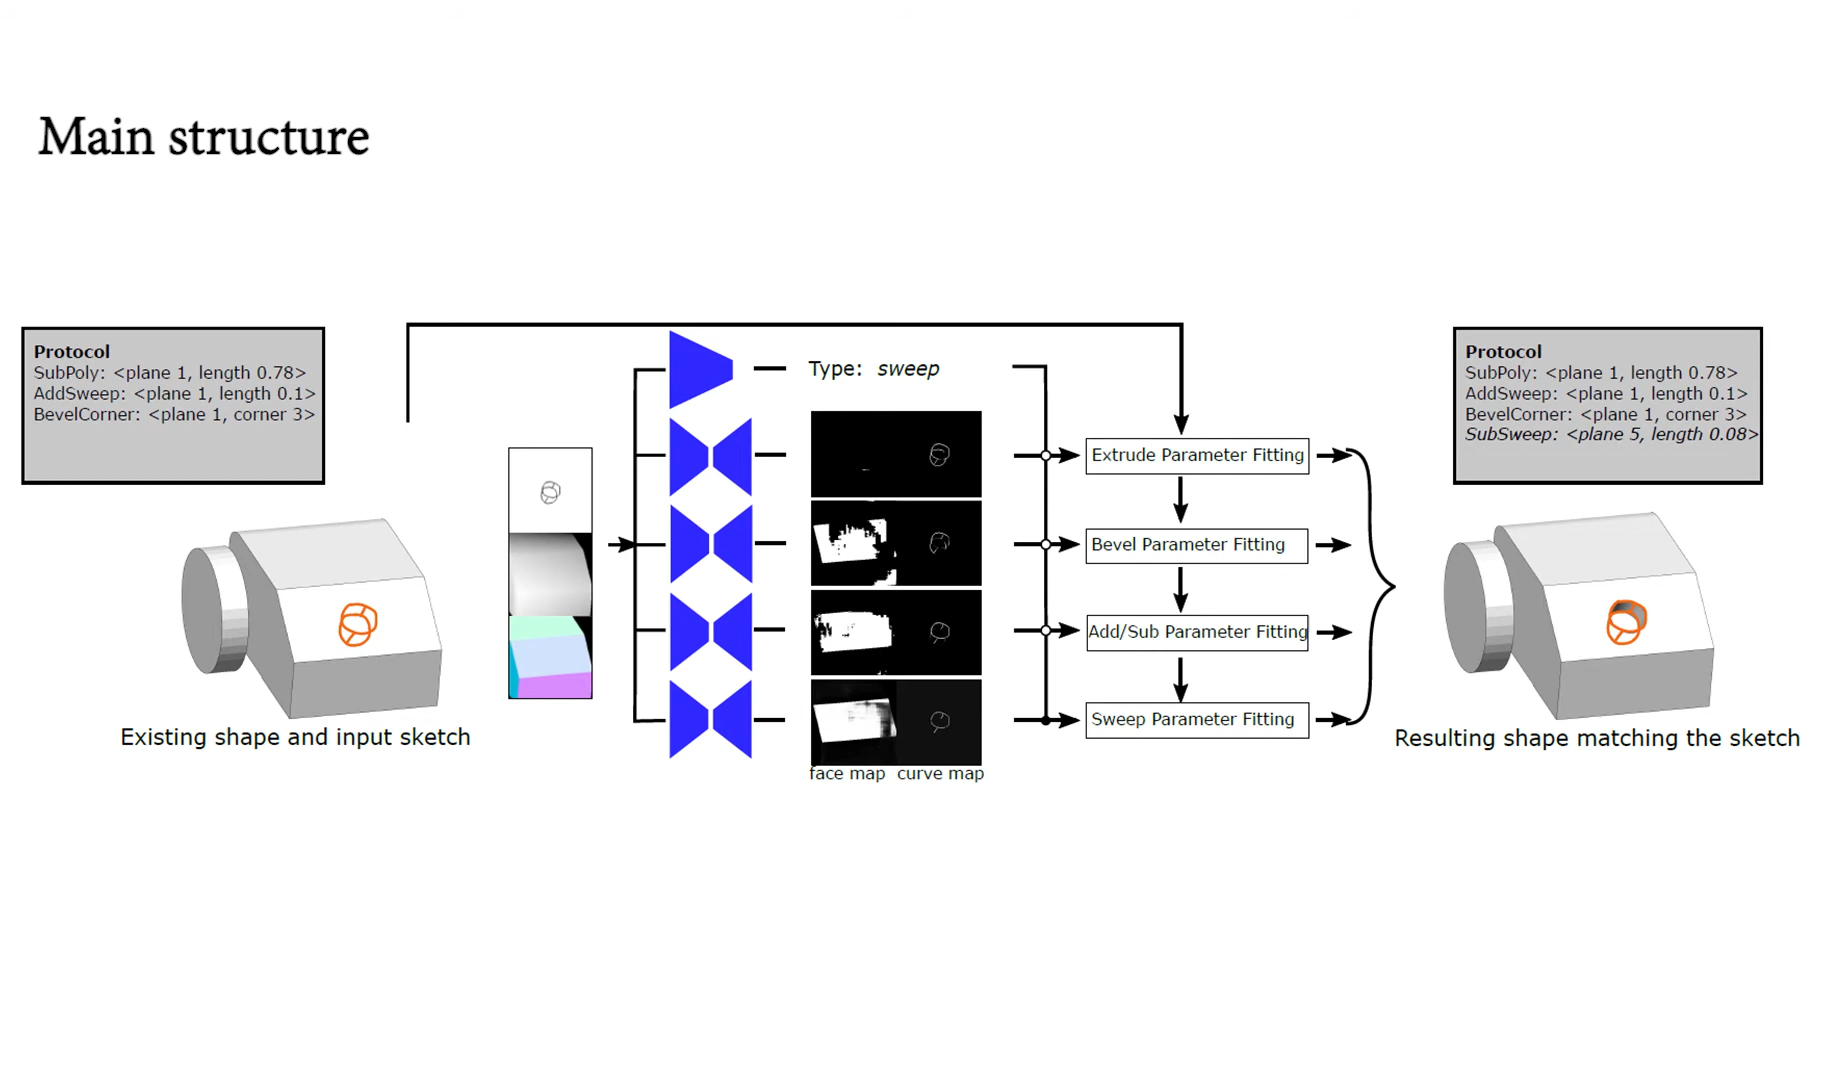 Main structure
Protocol
SubPoly: <plane 1, length 0.78>
AddSweep: <plane 1, length 0.1>
BevelCorner: <plane 1, corner 3>
Existing shape and input sketch
Type: sweep
face map curve map
Extrude Parameter Fitting
Bevel Parameter Fitting
Add/Sub Parameter Fitting
Sweep Parameter Fitting
Protocol
SubPoly: <plane 1, length 0.78>
AddSweep: <plane 1, length 0.1>
BevelCorner: <plane 1, corner 3>
SubSweep: <plane 5, length 0.08>
Resulting shape matching the sketch